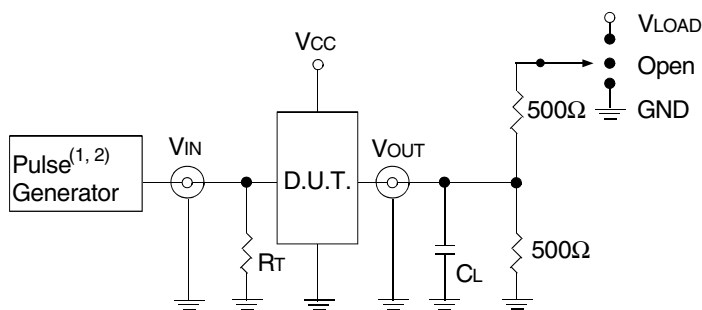 VLOAD
VCC
Open
500Ω
GND
VIN
VOUT
Pulse(1, 2)
Generator
D.U.T.
RT
CL
500Ω